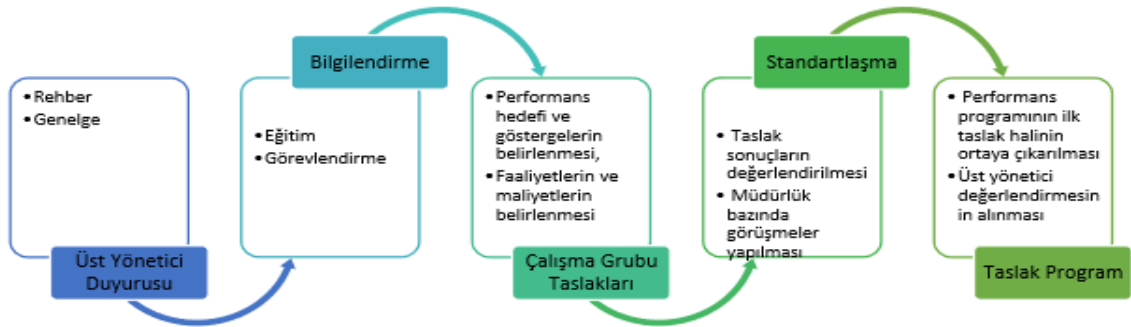 • Rehber
• Genelge
Üst Yönetici
Duyurusu
Bilgilendirme
• Eğitim
• Görevlendirme
• Performans
hedefi ve
göstergelerin
belirlenmesi,
• Faaliyetlerin ve
maliyetlerin
belirlenmesi
Çalışma Grubu
Taslakları
Standartlaşma
• Taslak
sonuçların
değerlendirilmesi
• Müdürlük
bazında
görüşmeler
yapılması
• Performans
programının ilk
taslak halinin
ortaya çıkarılması
• Üst yönetici
değerlendirmesin
in alınması
Taslak Program